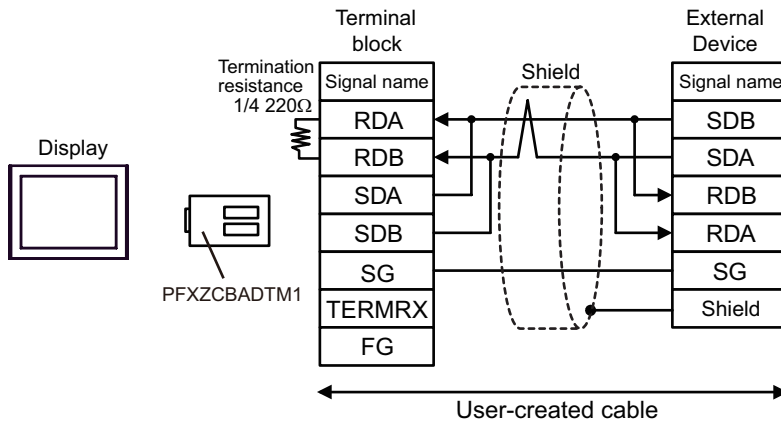 Terminal
block
External
Device
Termination
resistance
1/4 220Ω
Signal name
Shield
Signal name
RDA
SDB
RDB
SDA
SDA
RDB
SDB
RDA
SG
SG
TERMRX
Shield
FG
Display
PFXZCBADTM1
User-created cable